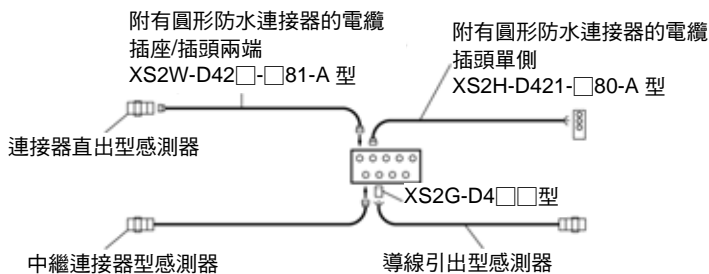 附有圓形防水連接器的電纜
插座/插頭兩端
XS2W-D42□-□81-A 型
附有圓形防水連接器的電纜
插頭單側
XS2H-D421-□80-A 型
連接器直出型感測器
XS2G-D4□□型
中繼連接器型感測器
導線引出型感測器